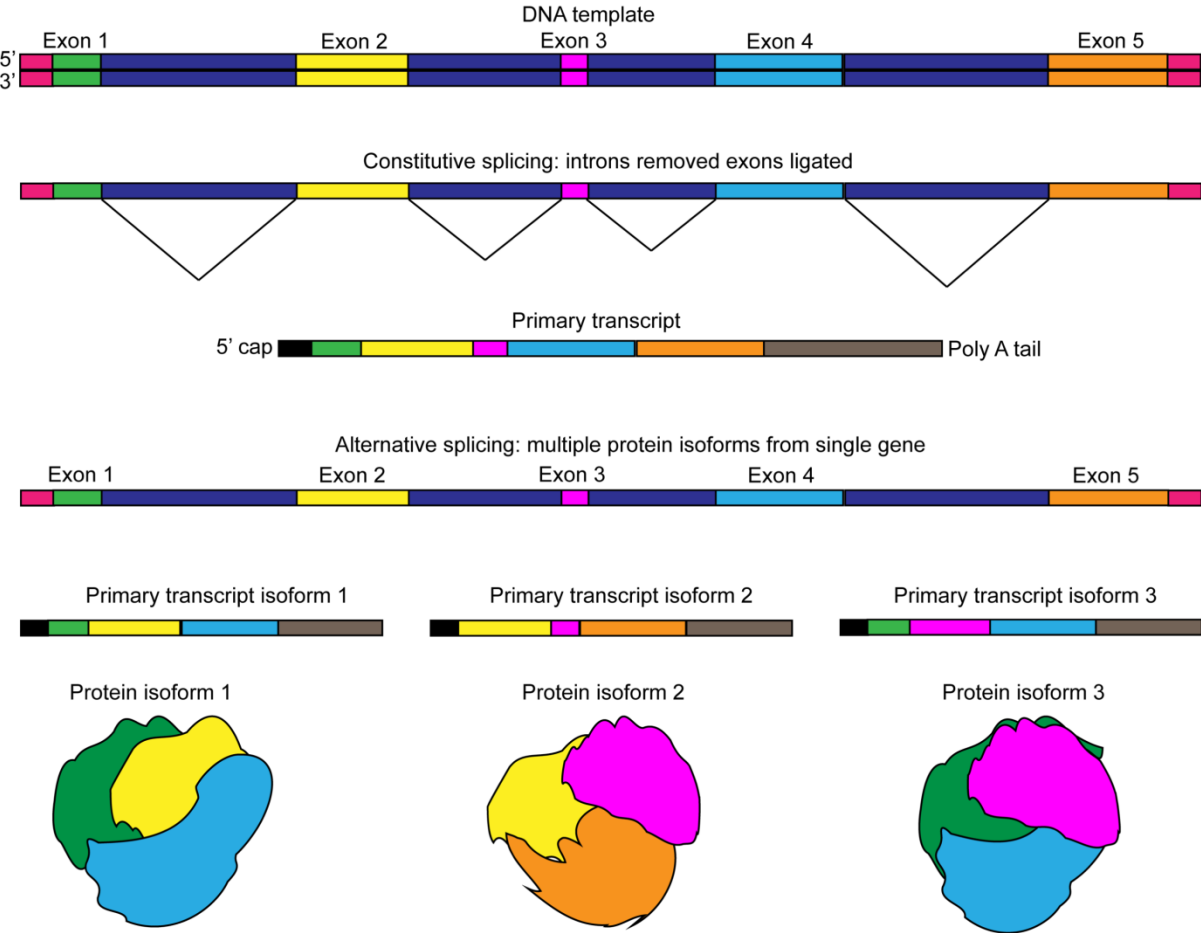 DNA template
Exon 1 Exon 2 Exon 3 Exon 4 Exon 5
5’
3’
Constitutive splicing: introns removed exons ligated
Primary transcript
5’ cap Poly A tail
Alternative splicing: multiple protein isoforms from single gene
Exon 1 Exon 2 Exon 3 Exon 4 Exon 5
Primary transcript isoform 1 Primary transcript isoform 2 Primary transcript isoform 3
Protein isoform 1 Protein isoform 2 Protein isoform 3